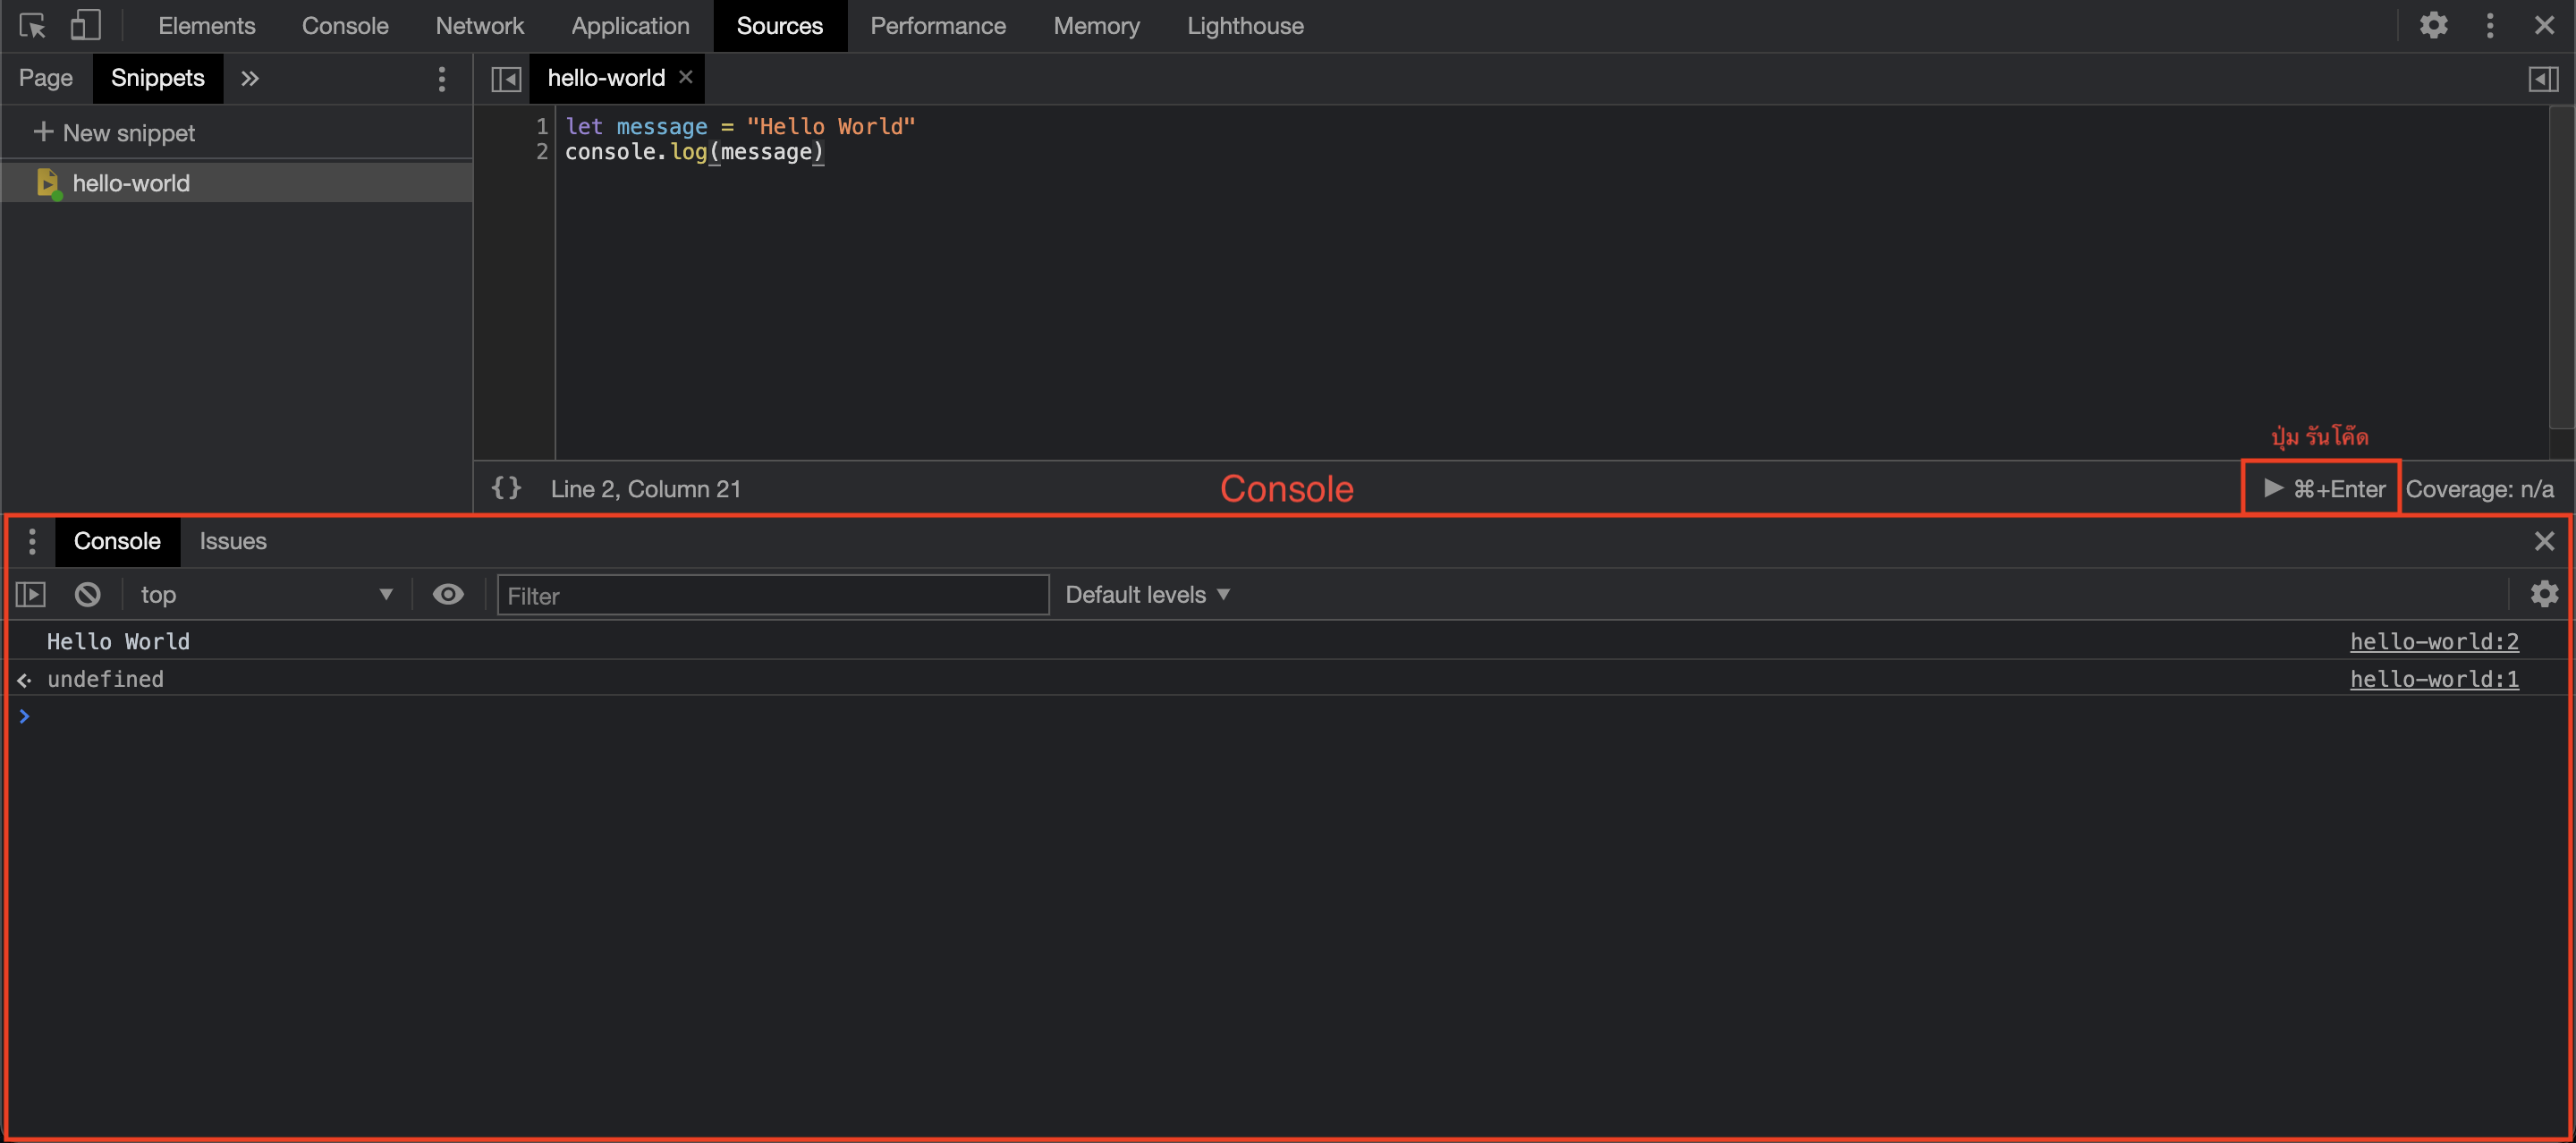 Elements Console Network Application Sources Performance Memory Lighthouse
Page Snippets » hello-world ×
+ New snippet
hello-world
1 let message = "Hello World"
2 console.log(message)
ปุ่ม รันโค๊ด
{} Line 2, Column 21 Console ▶ ⌘+Enter Coverage: n/a
Console Issues
top ▼ Filter Default levels ▼
Hello World hello-world:2
undefined hello-world:1
>